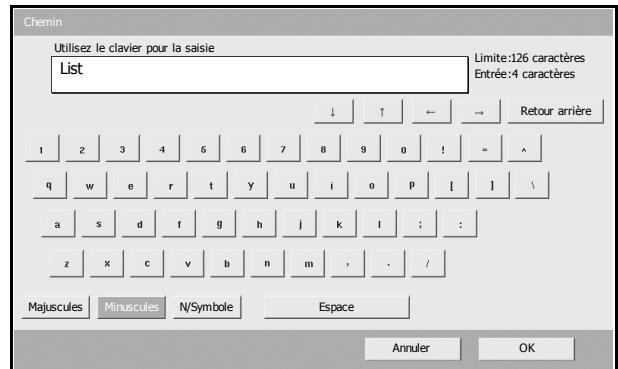 Chemin
Utilisez le clavier pour la saisie
Limite:126 caractères
List
Entrée:4 caractères
↓ ↑ ← → Retour arrière
1 2 3 4 5 6 7 8 9 0 ! = ^
q w e r t y u i o p [ ] \
a s d f g h j k l ; :
z x c v b n m , . /
Majuscules Minuscules N/Symbole Espace
Annuler OK